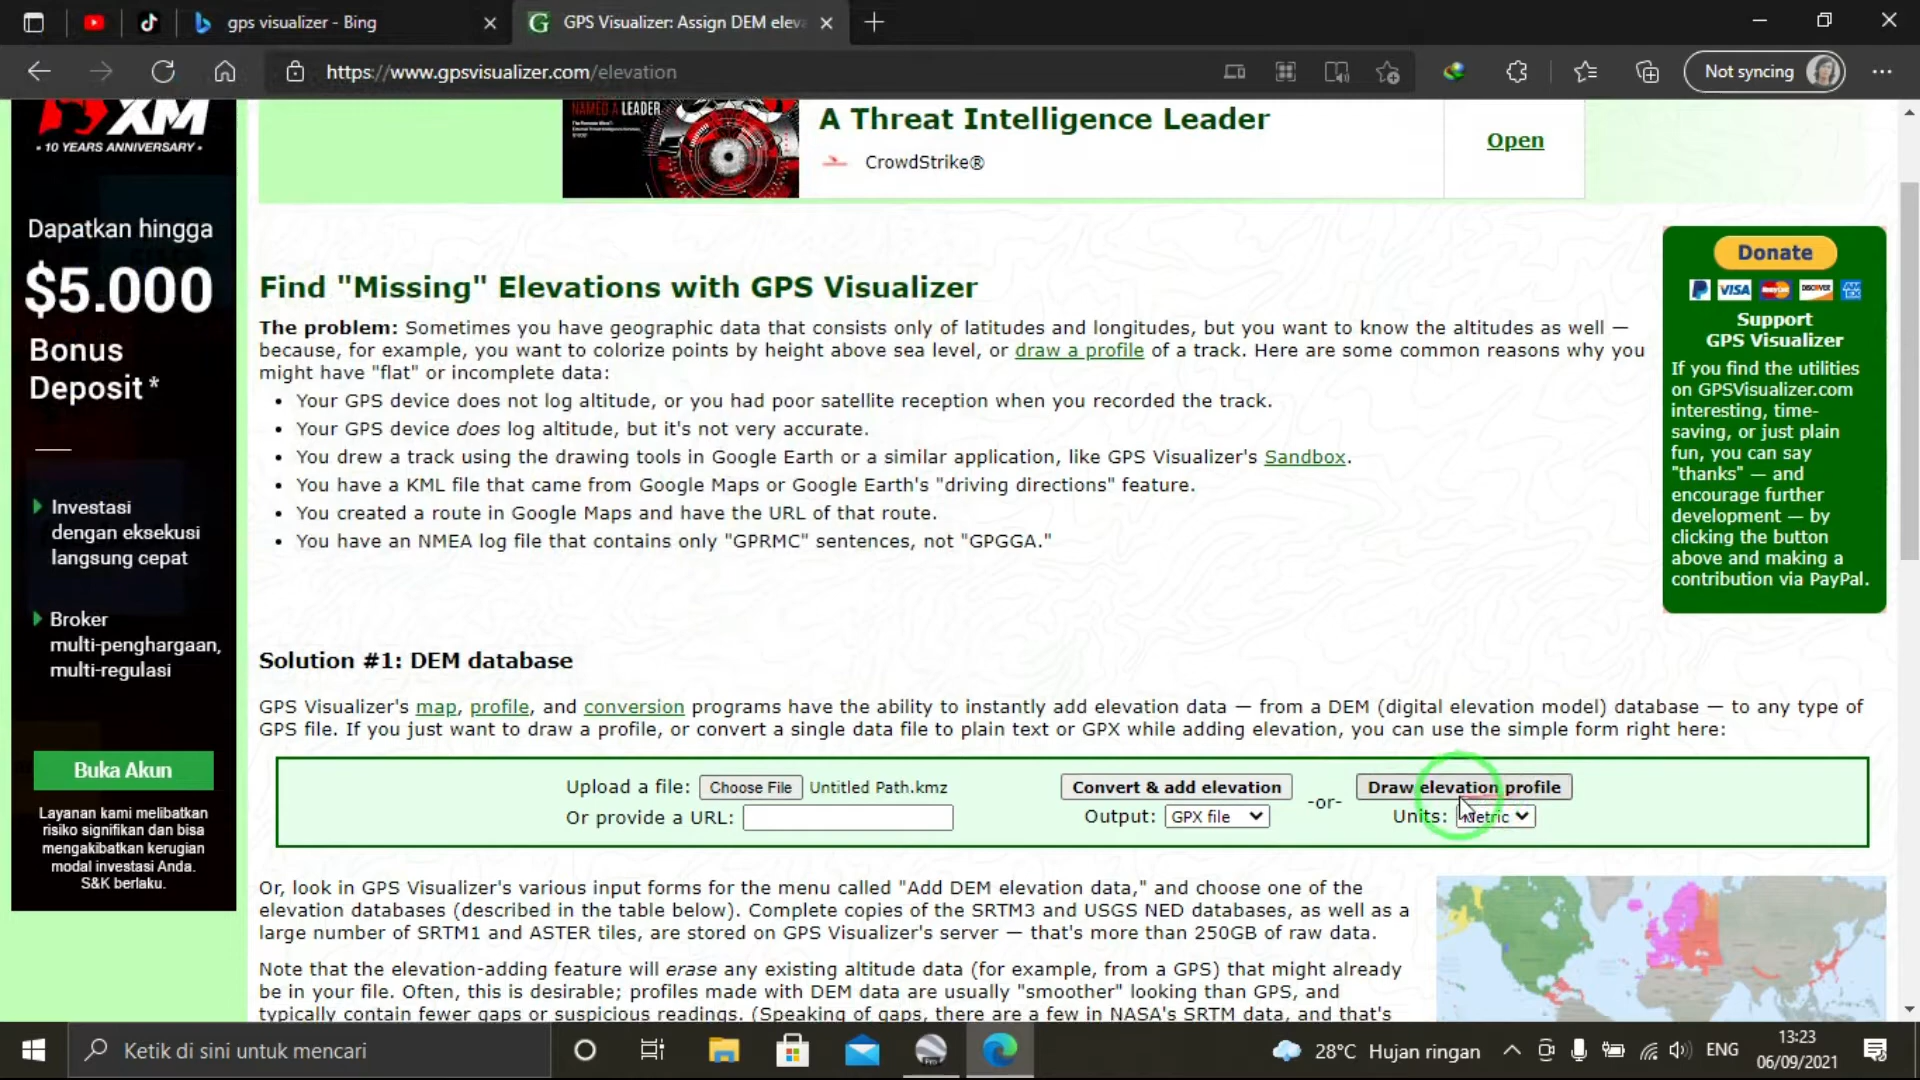 gps visualizer - Bing
GPS Visualizer: Assign DEM elev
https://www.gpsvisualizer.com/elevation
Not syncing
XM
• 10 YEARS ANNIVERSARY •
Dapatkan hingga
$5.000
Bonus
Deposit*
Investasi
dengan eksekusi
langsung cepat
Broker
multi-penghargaan,
multi-regulasi
Buka Akun
Layanan kami melibatkan
risiko signifikan dan bisa
mengakibatkan kerugian
modal investasi Anda.
S&K berlaku.
NAMED A LEADER
A Threat Intelligence Leader
CrowdStrike®
Open
Find "Missing" Elevations with GPS Visualizer
The problem: Sometimes you have geographic data that consists only of latitudes and longitudes, but you want to know the altitudes as well —
because, for example, you want to colorize points by height above sea level, or draw a profile of a track. Here are some common reasons why you
might have "flat" or incomplete data:
• Your GPS device does not log altitude, or you had poor satellite reception when you recorded the track.
• Your GPS device does log altitude, but it's not very accurate.
• You drew a track using the drawing tools in Google Earth or a similar application, like GPS Visualizer's Sandbox.
• You have a KML file that came from Google Maps or Google Earth's "driving directions" feature.
• You created a route in Google Maps and have the URL of that route.
• You have an NMEA log file that contains only "GPRMC" sentences, not "GPGGA."
Donate
PayPal VISA MasterCard DISCOVER AMEX
Support
GPS Visualizer
If you find the utilities
on GPSVisualizer.com
interesting, time-
saving, or just plain
fun, you can say
"thanks" — and
encourage further
development — by
clicking the button
above and making a
contribution via PayPal.
Solution #1: DEM database
GPS Visualizer's map, profile, and conversion programs have the ability to instantly add elevation data — from a DEM (digital elevation model) database — to any type of
GPS file. If you just want to draw a profile, or convert a single data file to plain text or GPX while adding elevation, you can use the simple form right here:
Upload a file: Choose File Untitled Path.kmz
Or provide a URL:
Convert & add elevation
Output: GPX file
-or-
Draw elevation profile
Units: Metric
Or, look in GPS Visualizer's various input forms for the menu called "Add DEM elevation data," and choose one of the
elevation databases (described in the table below). Complete copies of the SRTM3 and USGS NED databases, as well as a
large number of SRTM1 and ASTER tiles, are stored on GPS Visualizer's server — that's more than 250GB of raw data.
Note that the elevation-adding feature will erase any existing altitude data (for example, from a GPS) that might already
be in your file. Often, this is desirable; profiles made with DEM data are usually "smoother" looking than GPS, and
typically contain fewer gaps or suspicious readings. (Speaking of gaps, there are a few in NASA's SRTM data, and that's
Ketik di sini untuk mencari
Pro
28°C Hujan ringan
ENG
13:23
06/09/2021